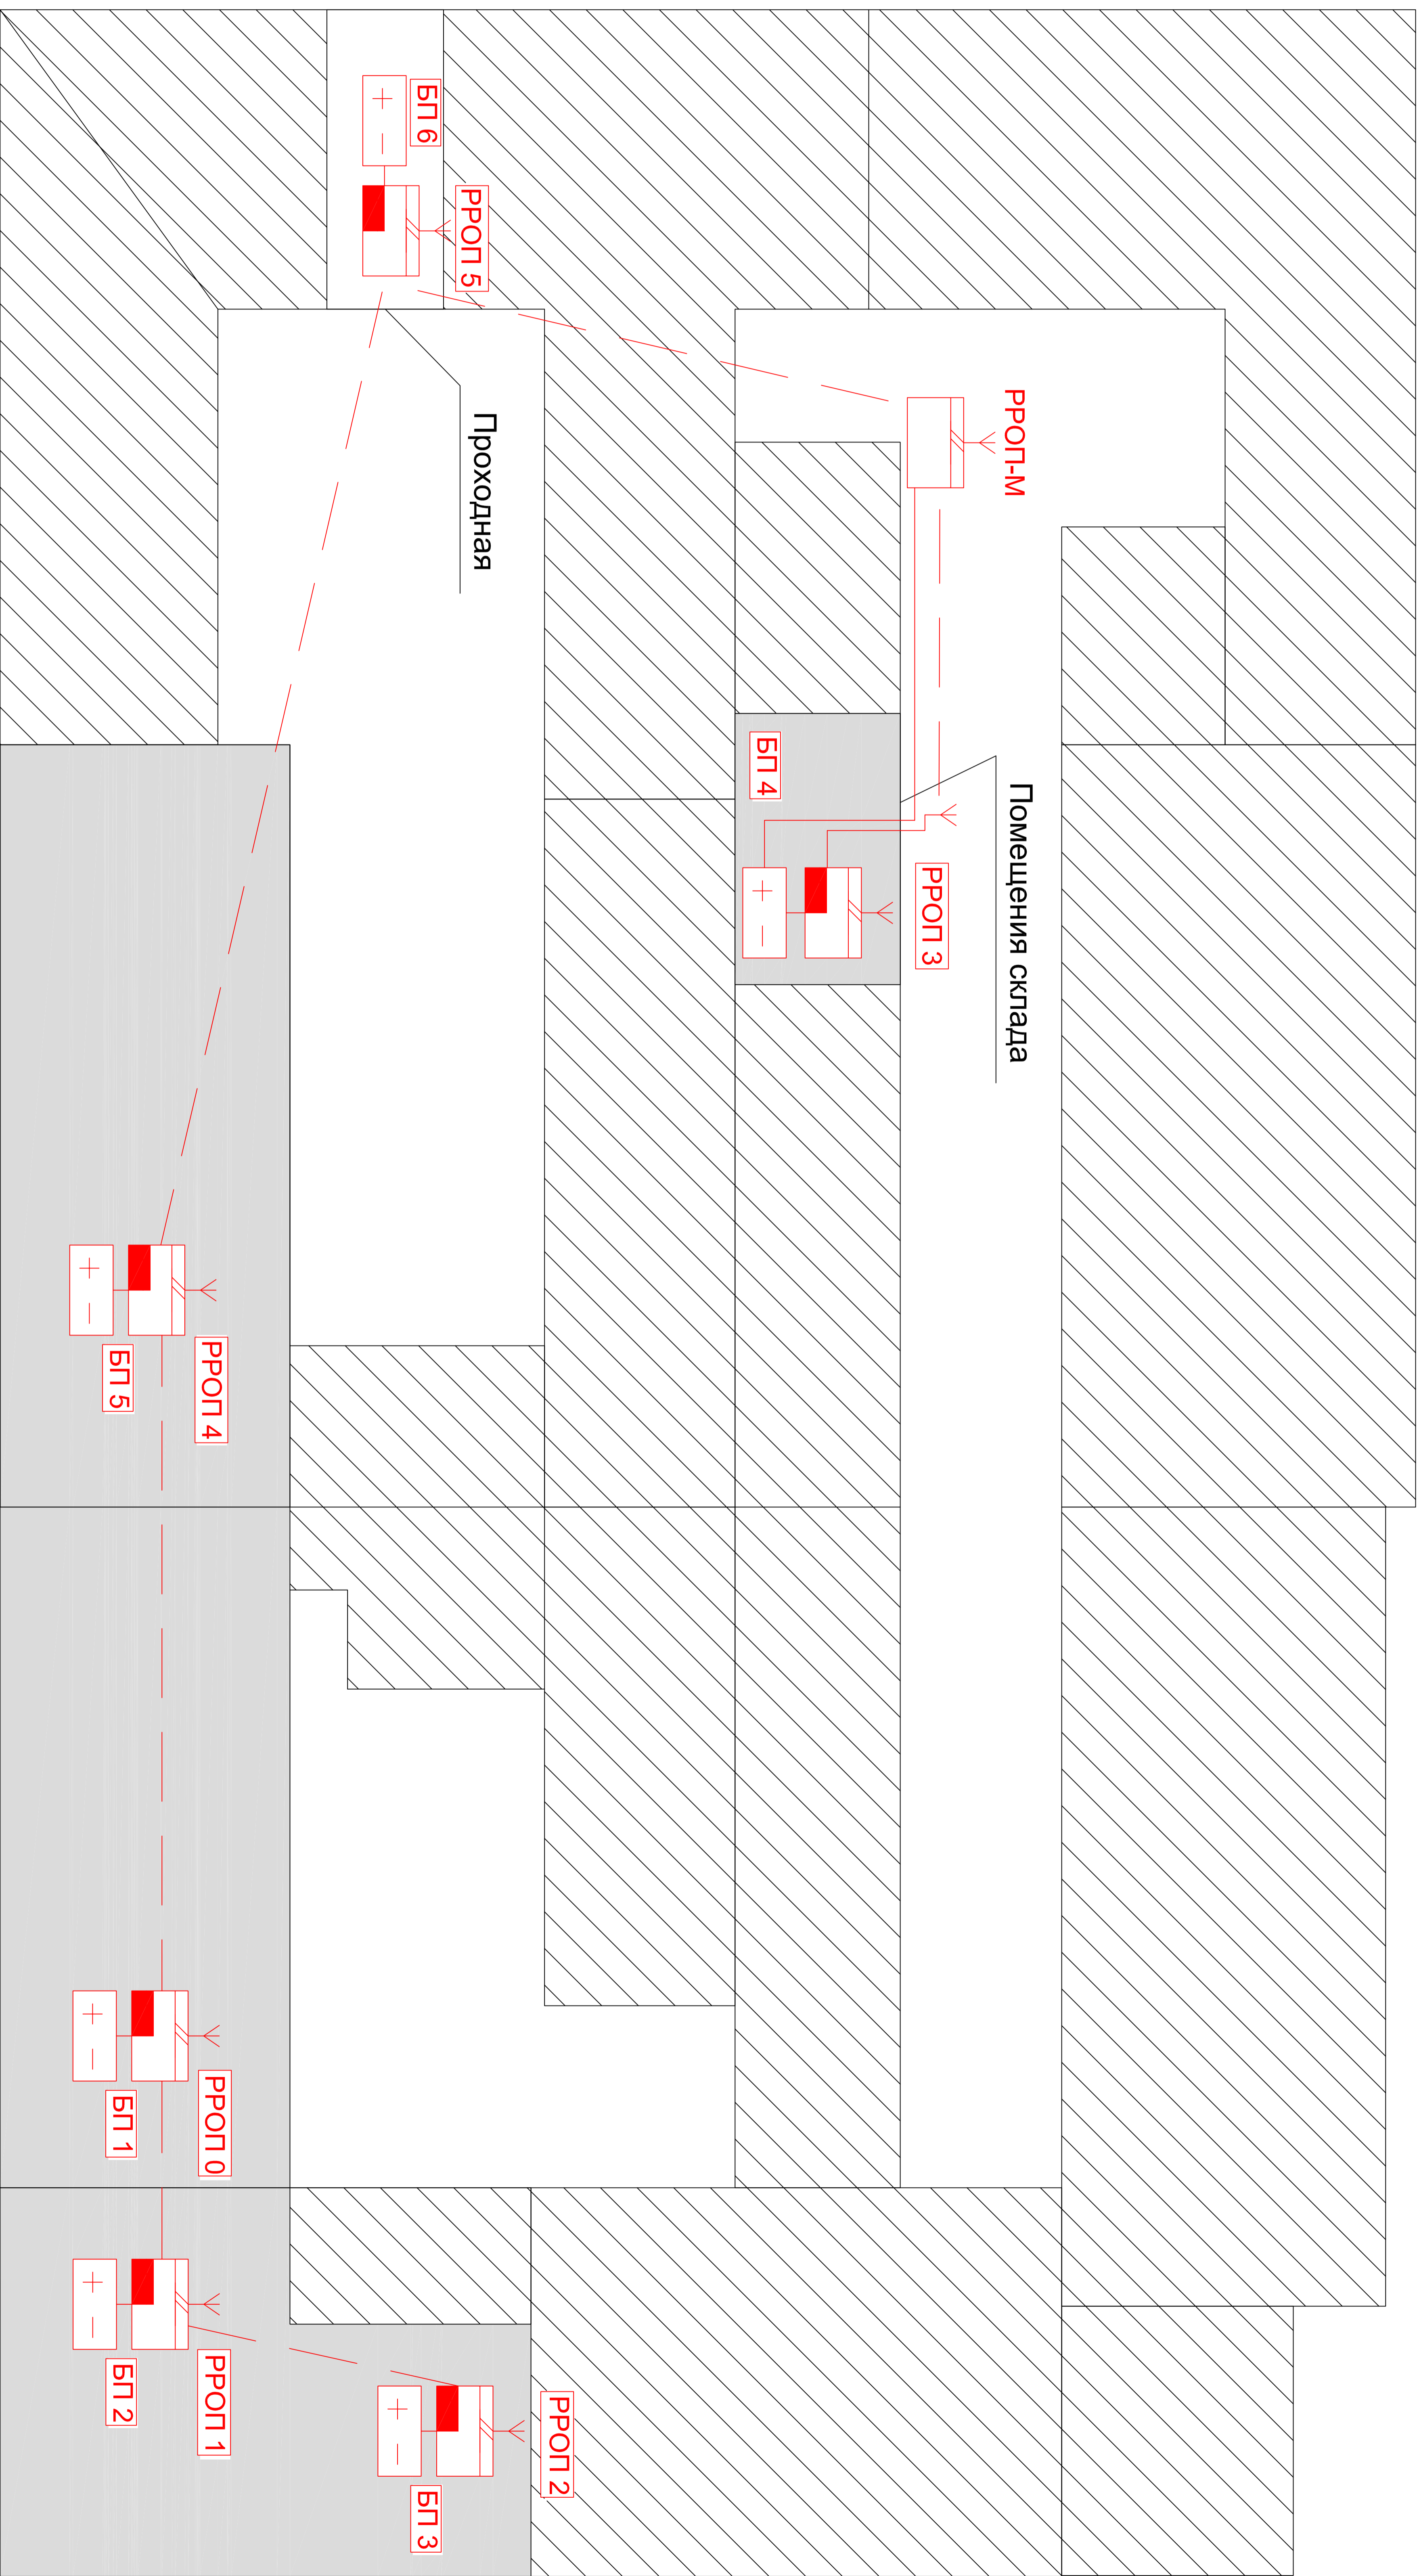 БП 6
РРОП 5
Проходная
РРОП-М
БП 4
РРОП 3
Помещения склада
РРОП 4
БП 5
РРОП 0
БП 1
РРОП 1
БП 2
РРОП 2
БП 3